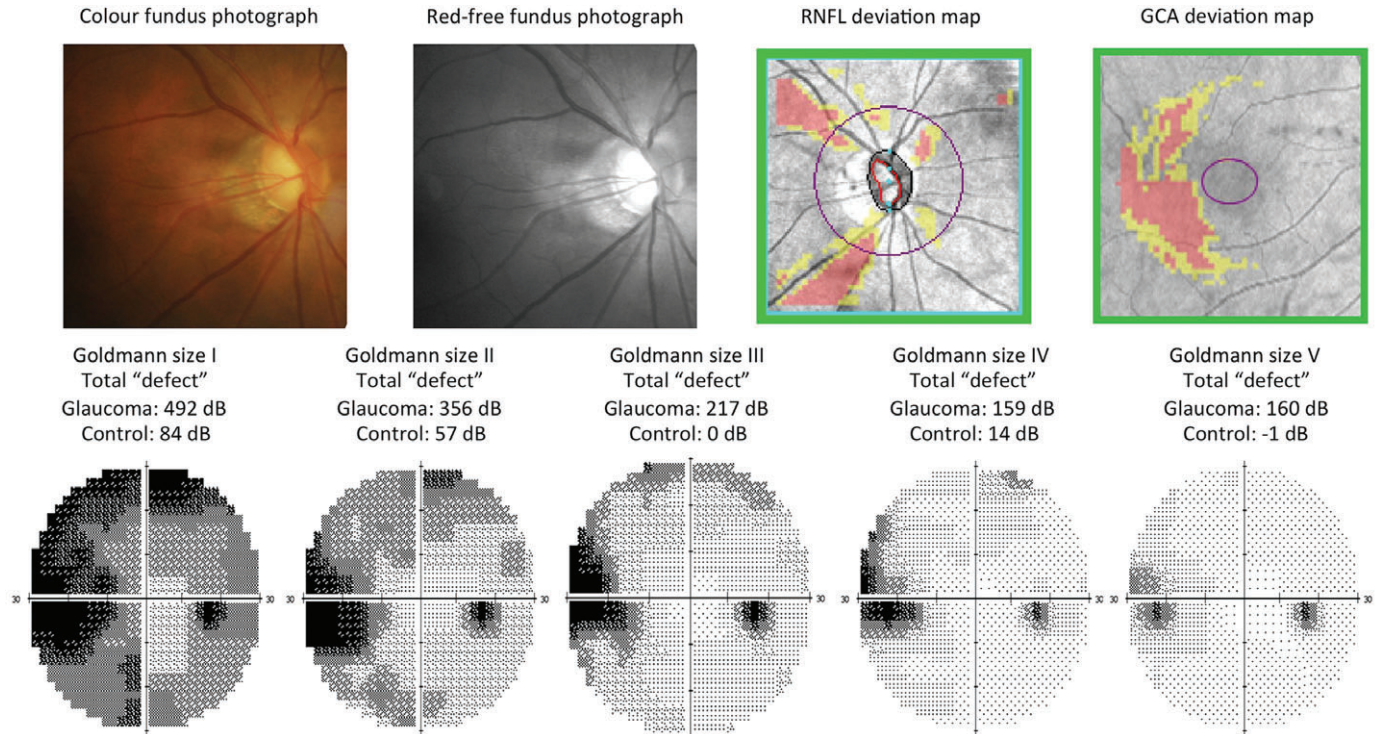 Colour fundus photograph
Red-free fundus photograph
RNFL deviation map
GCA deviation map
Goldmann size I
Total “defect”
Glaucoma: 492 dB
Control: 84 dB
Goldmann size II
Total “defect”
Glaucoma: 356 dB
Control: 57 dB
Goldmann size III
Total “defect”
Glaucoma: 217 dB
Control: 0 dB
Goldmann size IV
Total “defect”
Glaucoma: 159 dB
Control: 14 dB
Goldmann size V
Total “defect”
Glaucoma: 160 dB
Control: -1 dB
30
30
30
30
30
30
30
30
30
30